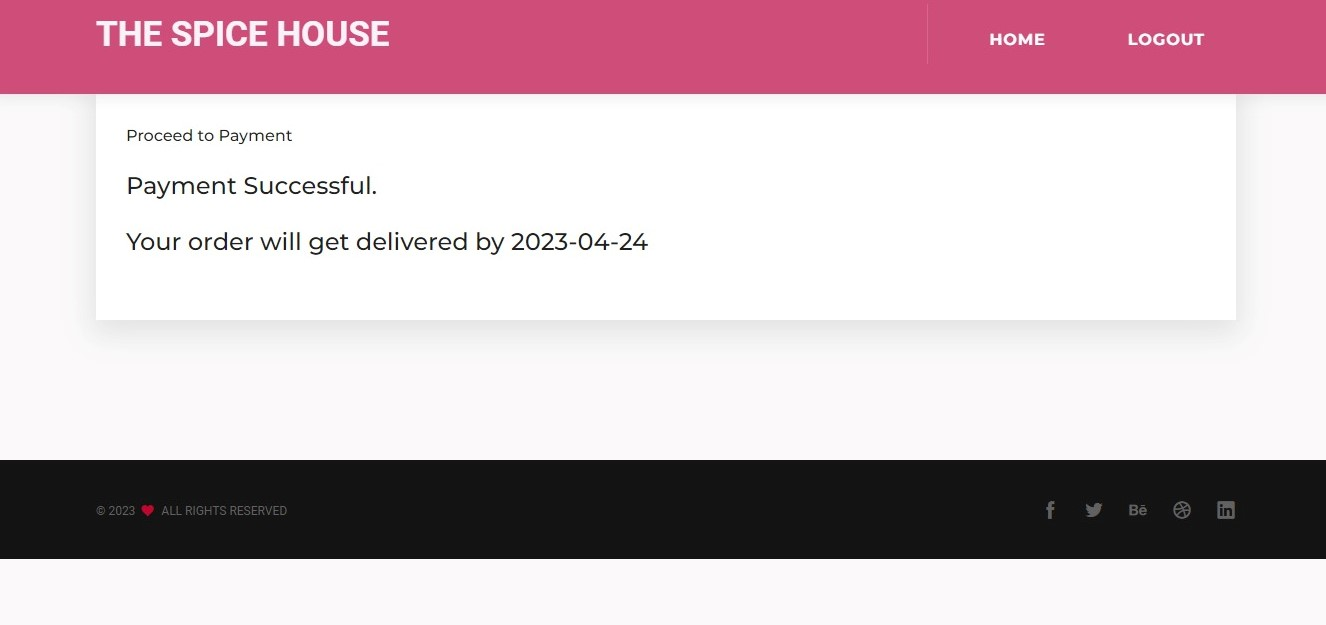 THE SPICE HOUSE
HOME LOGOUT
Proceed to Payment
Payment Successful.
Your order will get delivered by 2023-04-24
© 2023 ♥ ALL RIGHTS RESERVED
f Bē in